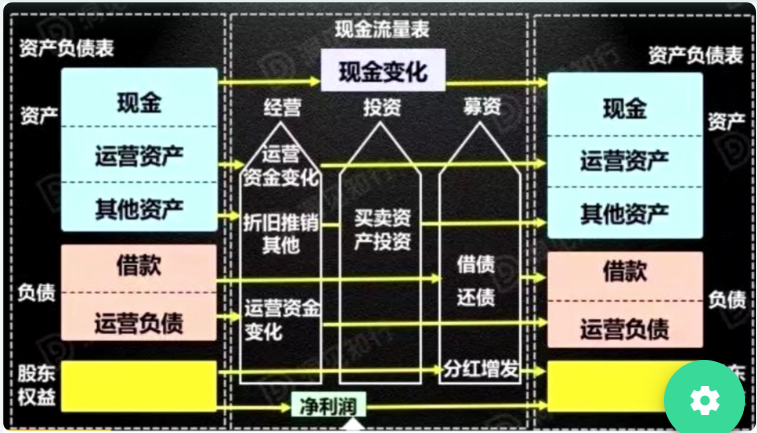 现金流量表
资产负债表
资产负债表
现金变化
资产
现金
运营资产
其他资产
负债
借款
运营负债
股东
权益
经营
投资
募资
运营
资金变化
折旧推销
其他
买卖资
产投资
借债
还债
运营资金
变化
分红增发
净利润
资产
现金
运营资产
其他资产
负债
借款
运营负债